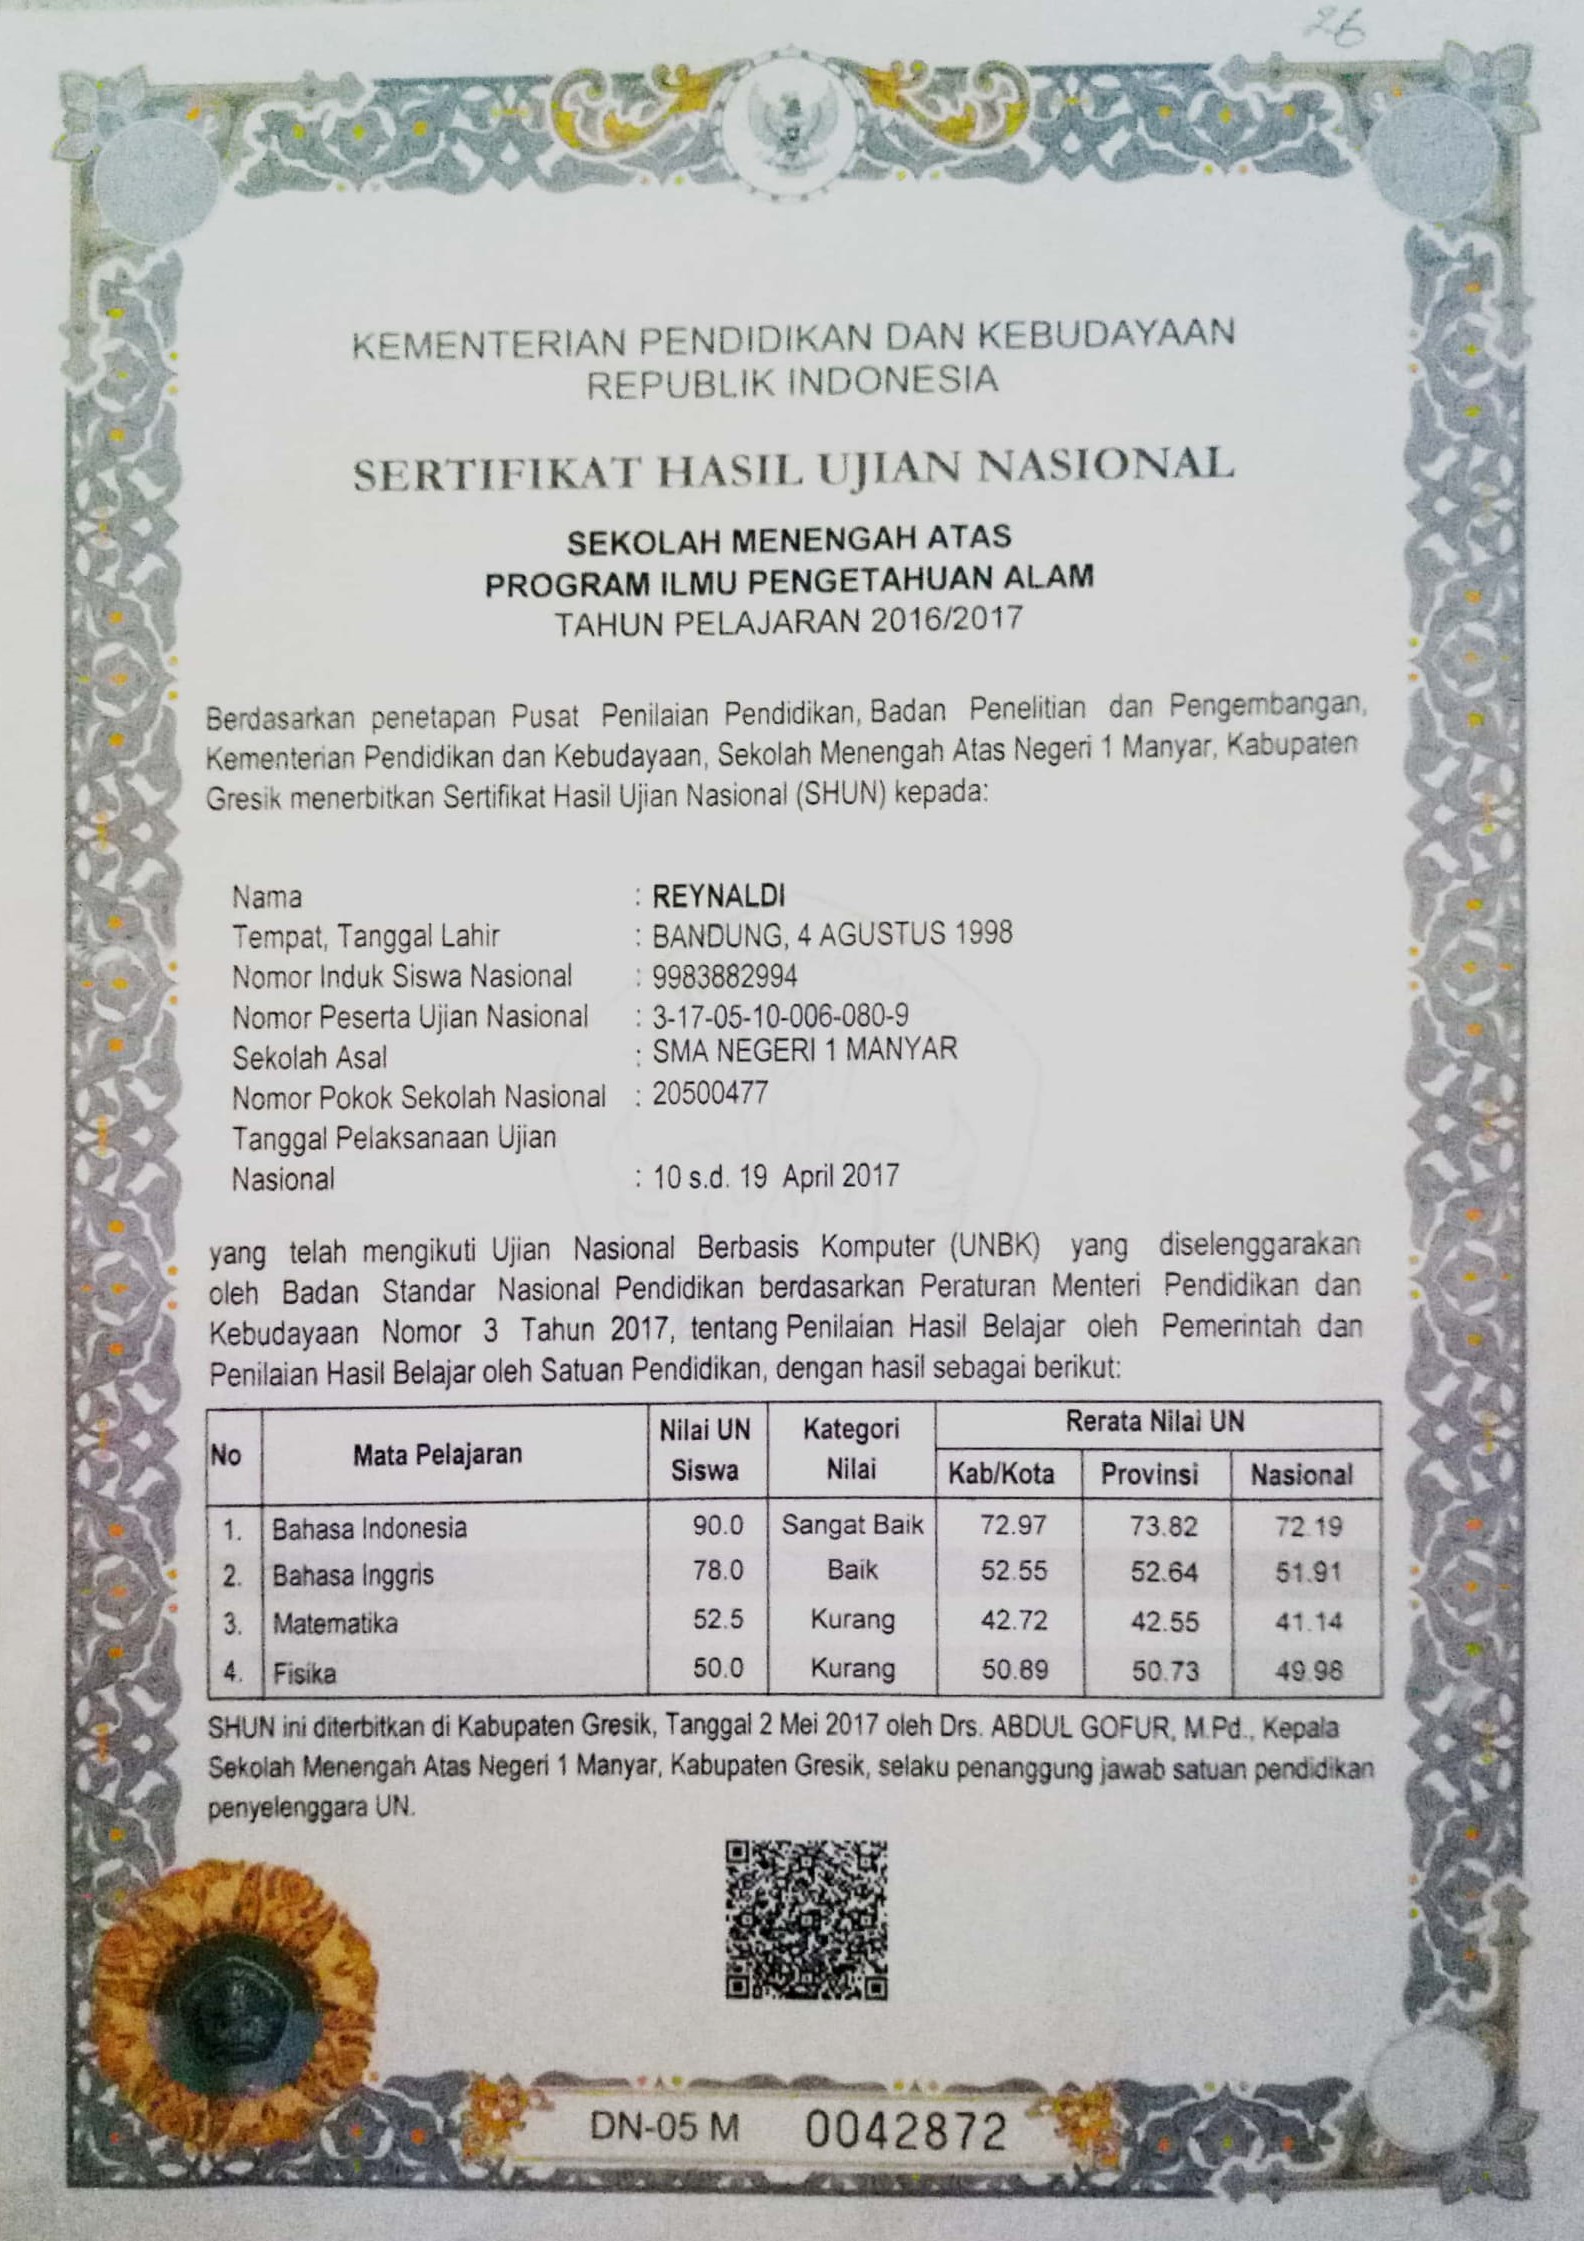 26
KEMENTERIAN PENDIDIKAN DAN KEBUDAYAAN
REPUBLIK INDONESIA
SERTIFIKAT HASIL UJIAN NASIONAL
SEKOLAH MENENGAH ATAS
PROGRAM ILMU PENGETAHUAN ALAM
TAHUN PELAJARAN 2016/2017
Berdasarkan penetapan Pusat Penilaian Pendidikan, Badan Penelitian dan Pengembangan,
Kementerian Pendidikan dan Kebudayaan, Sekolah Menengah Atas Negeri 1 Manyar, Kabupaten
Gresik menerbitkan Sertifikat Hasil Ujian Nasional (SHUN) kepada:
Nama : REYNALDI
Tempat, Tanggal Lahir : BANDUNG, 4 AGUSTUS 1998
Nomor Induk Siswa Nasional : 9983882994
Nomor Peserta Ujian Nasional : 3-17-05-10-006-080-9
Sekolah Asal : SMA NEGERI 1 MANYAR
Nomor Pokok Sekolah Nasional : 20500477
Tanggal Pelaksanaan Ujian
Nasional : 10 s.d. 19 April 2017
yang telah mengikuti Ujian Nasional Berbasis Komputer (UNBK) yang diselenggarakan
oleh Badan Standar Nasional Pendidikan berdasarkan Peraturan Menteri Pendidikan dan
Kebudayaan Nomor 3 Tahun 2017, tentang Penilaian Hasil Belajar oleh Pemerintah dan
Penilaian Hasil Belajar oleh Satuan Pendidikan, dengan hasil sebagai berikut:
No Mata Pelajaran Nilai UN Siswa Kategori Nilai Rerata Nilai UN
Kab/Kota Provinsi Nasional
1. Bahasa Indonesia 90.0 Sangat Baik 72.97 73.82 72.19
2. Bahasa Inggris 78.0 Baik 52.55 52.64 51.91
3. Matematika 52.5 Kurang 42.72 42.55 41.14
4. Fisika 50.0 Kurang 50.89 50.73 49.98
SHUN ini diterbitkan di Kabupaten Gresik, Tanggal 2 Mei 2017 oleh Drs. ABDUL GOFUR, M.Pd., Kepala
Sekolah Menengah Atas Negeri 1 Manyar, Kabupaten Gresik, selaku penanggung jawab satuan pendidikan
penyelenggara UN.
DN-05 M 0042872